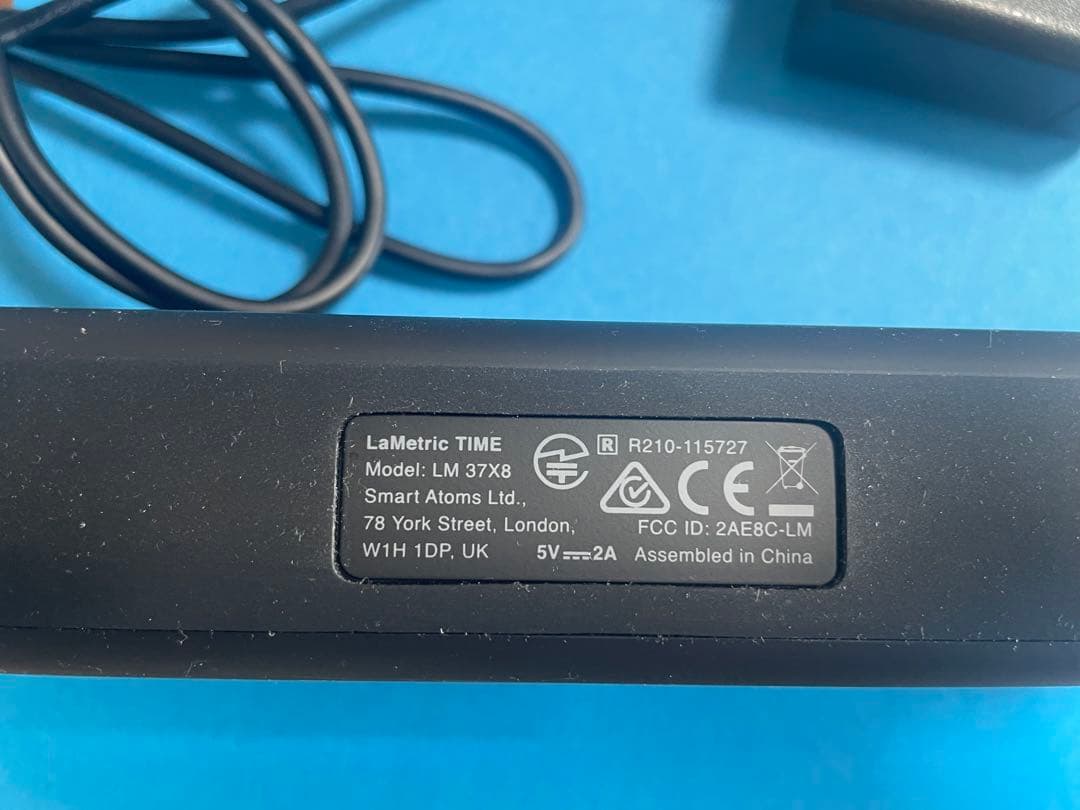 LaMetric TIME
Model: LM 37X8
Smart Atoms Ltd.,
78 York Street, London,
W1H 1DP, UK
R R210-115727
CE
FCC ID: 2AE8C-LM
5V⎓2A Assembled in China